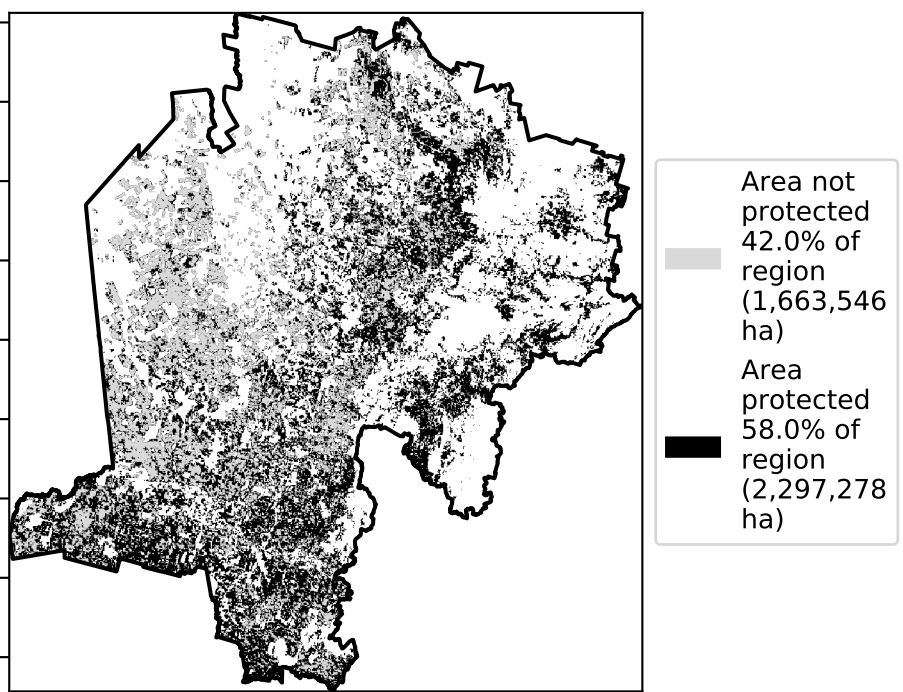 Area not
protected
42.0% of
region
(1,663,546
ha)
Area
protected
58.0% of
region
(2,297,278
ha)